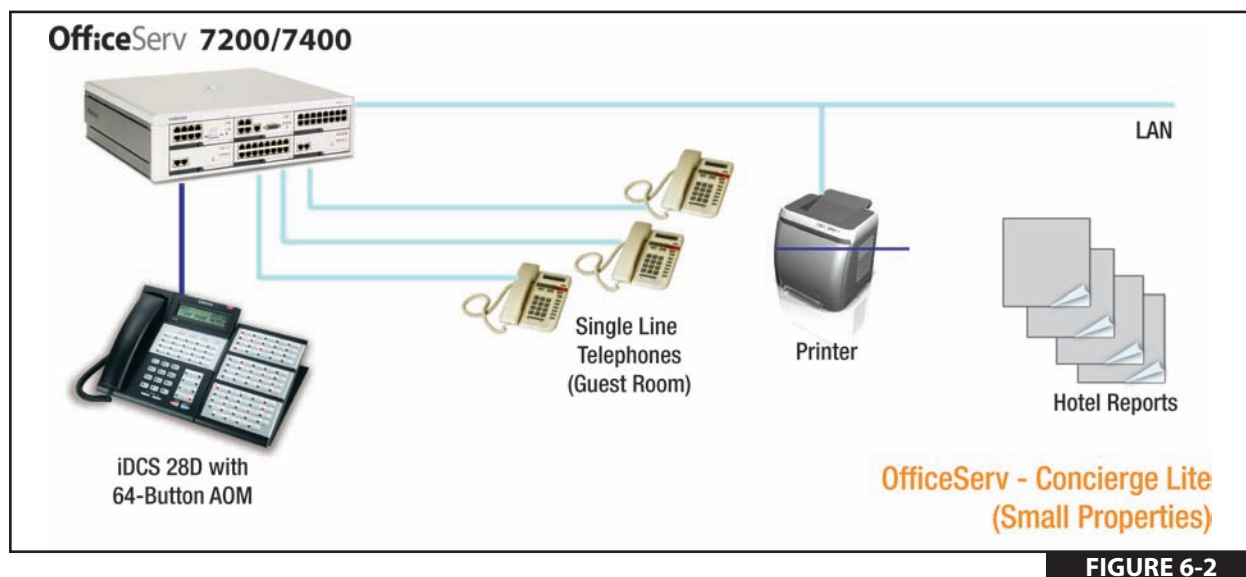 OfficeServ 7200/7400
LAN
Single Line
Telephones
(Guest Room)
Printer
Hotel Reports
iDCS 28D with
64-Button AOM
OfficeServ - Concierge Lite
(Small Properties)
FIGURE 6-2